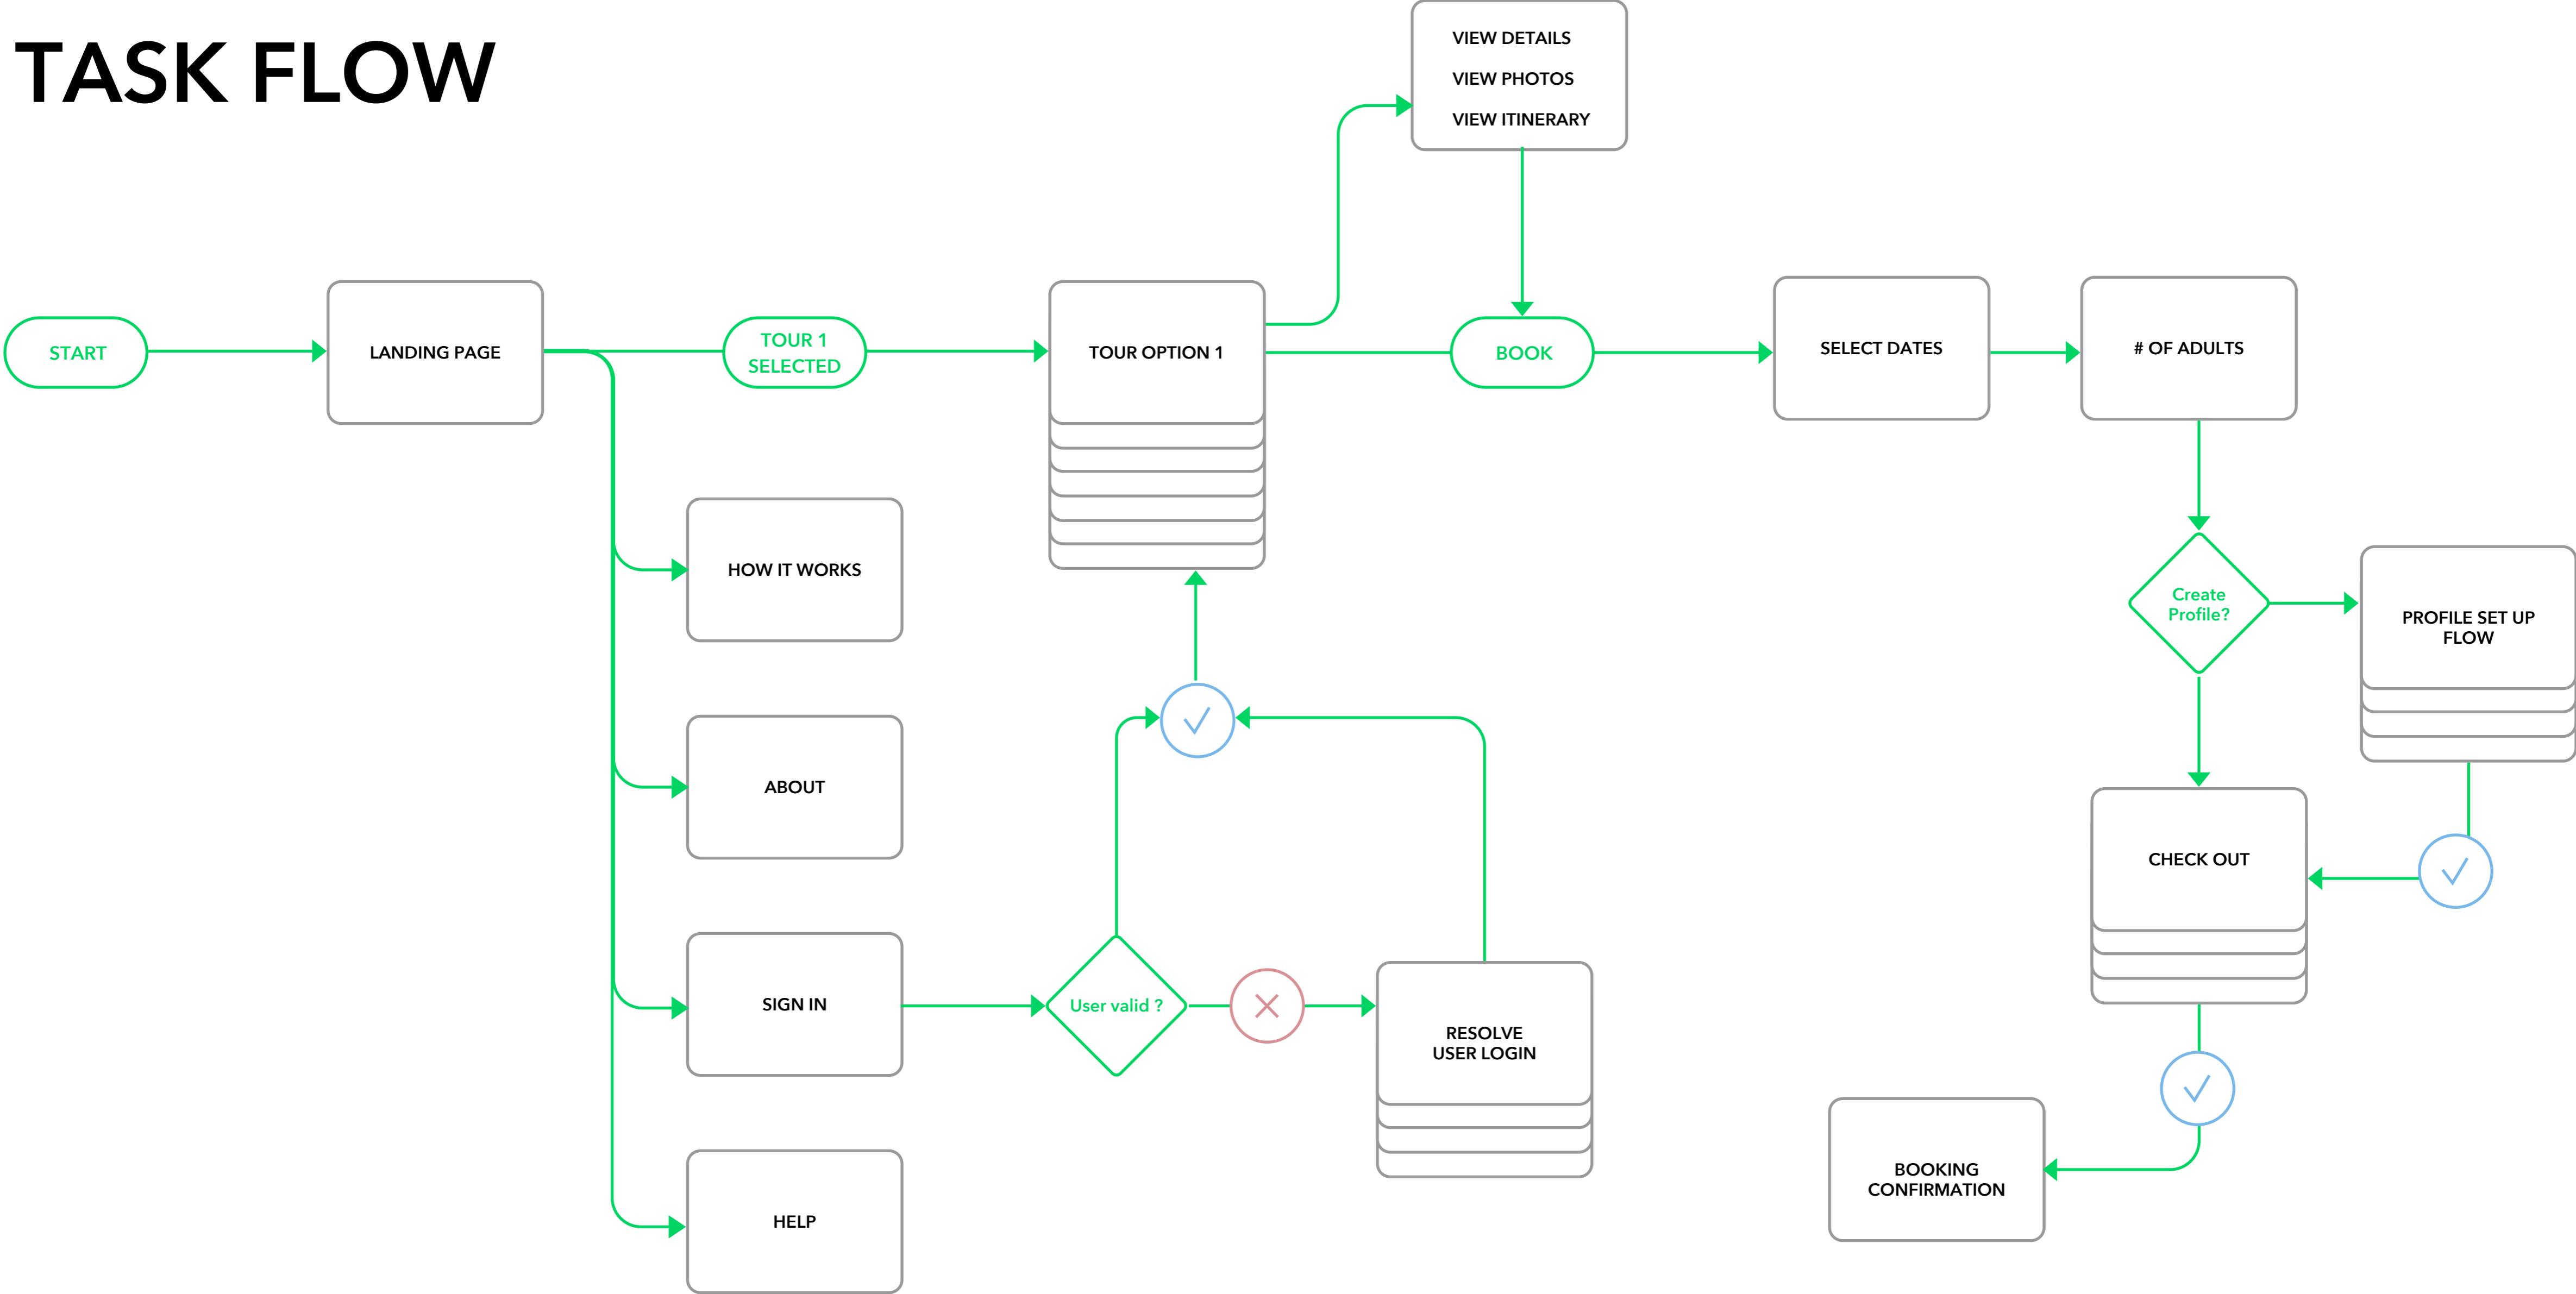 TASK FLOW
VIEW DETAILS
VIEW PHOTOS
VIEW ITINERARY
START
LANDING PAGE
TOUR 1
SELECTED
TOUR OPTION 1
BOOK
SELECT DATES
# OF ADULTS
HOW IT WORKS
Create
Profile?
PROFILE SET UP
FLOW
ABOUT
CHECK OUT
SIGN IN
User valid ?
RESOLVE
USER LOGIN
BOOKING
CONFIRMATION
HELP